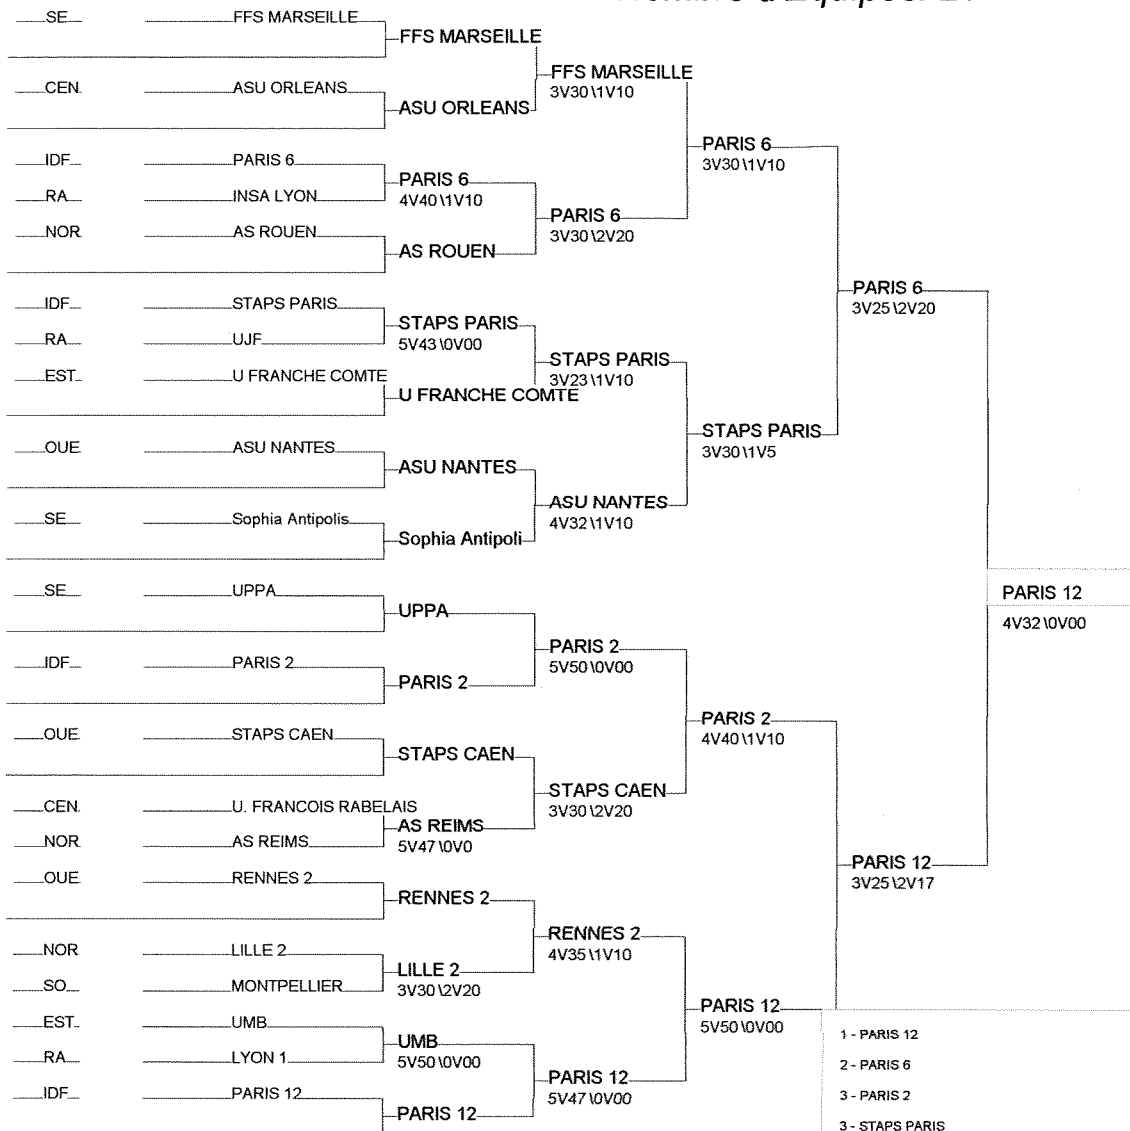 SE FFS MARSEILLE
FFS MARSEILLE
FFS MARSEILLE
3V30\1V10
CEN ASU ORLEANS
ASU ORLEANS
PARIS 6
3V30\1V10
IDF PARIS 6
PARIS 6
4V40\1V10
RA INSA LYON
PARIS 6
3V30\2V20
NOR AS ROUEN
AS ROUEN
PARIS 6
3V25\2V20
IDF STAPS PARIS
STAPS PARIS
5V43\0V00
RA UJF
STAPS PARIS
3V23\1V10
EST U FRANCHE COMTE
U FRANCHE COMTE
STAPS PARIS
3V30\1V5
OUE ASU NANTES
ASU NANTES
ASU NANTES
4V32\1V10
SE Sophia Antipolis
Sophia Antipoli
PARIS 12
4V32\0V00
SE UPPA
UPPA
PARIS 2
5V50\0V00
IDF PARIS 2
PARIS 2
PARIS 2
4V40\1V10
OUE STAPS CAEN
STAPS CAEN
STAPS CAEN
3V30\2V20
CEN U. FRANCOIS RABELAIS
AS REIMS
5V47\0V0
NOR AS REIMS
PARIS 12
3V25\2V17
OUE RENNES 2
RENNES 2
RENNES 2
4V35\1V10
NOR LILLE 2
LILLE 2
3V30\2V20
SO MONTPELLIER
PARIS 12
5V50\0V00
EST UMB
UMB
5V50\0V00
RA LYON 1
PARIS 12
5V47\0V00
IDF PARIS 12
PARIS 12
1 - PARIS 12
2 - PARIS 6
3 - PARIS 2
3 - STAPS PARIS